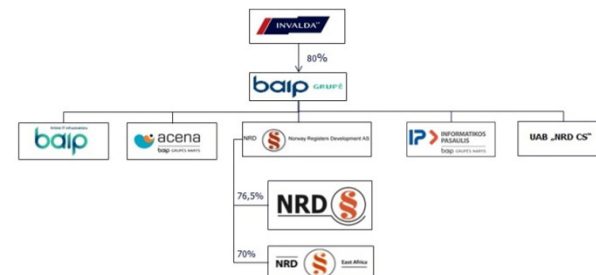 INVALDA
80%
baip GRUPĖ
baip
acena
baip GRUPĖS NARYS
NRD
Norway Registers Development AS
IP
INFORMATIKOS
PASAULIS
baip GRUPĖS NARYS
UAB „NRD CS“
76,5%
NRD
70%
NRD
East Africa